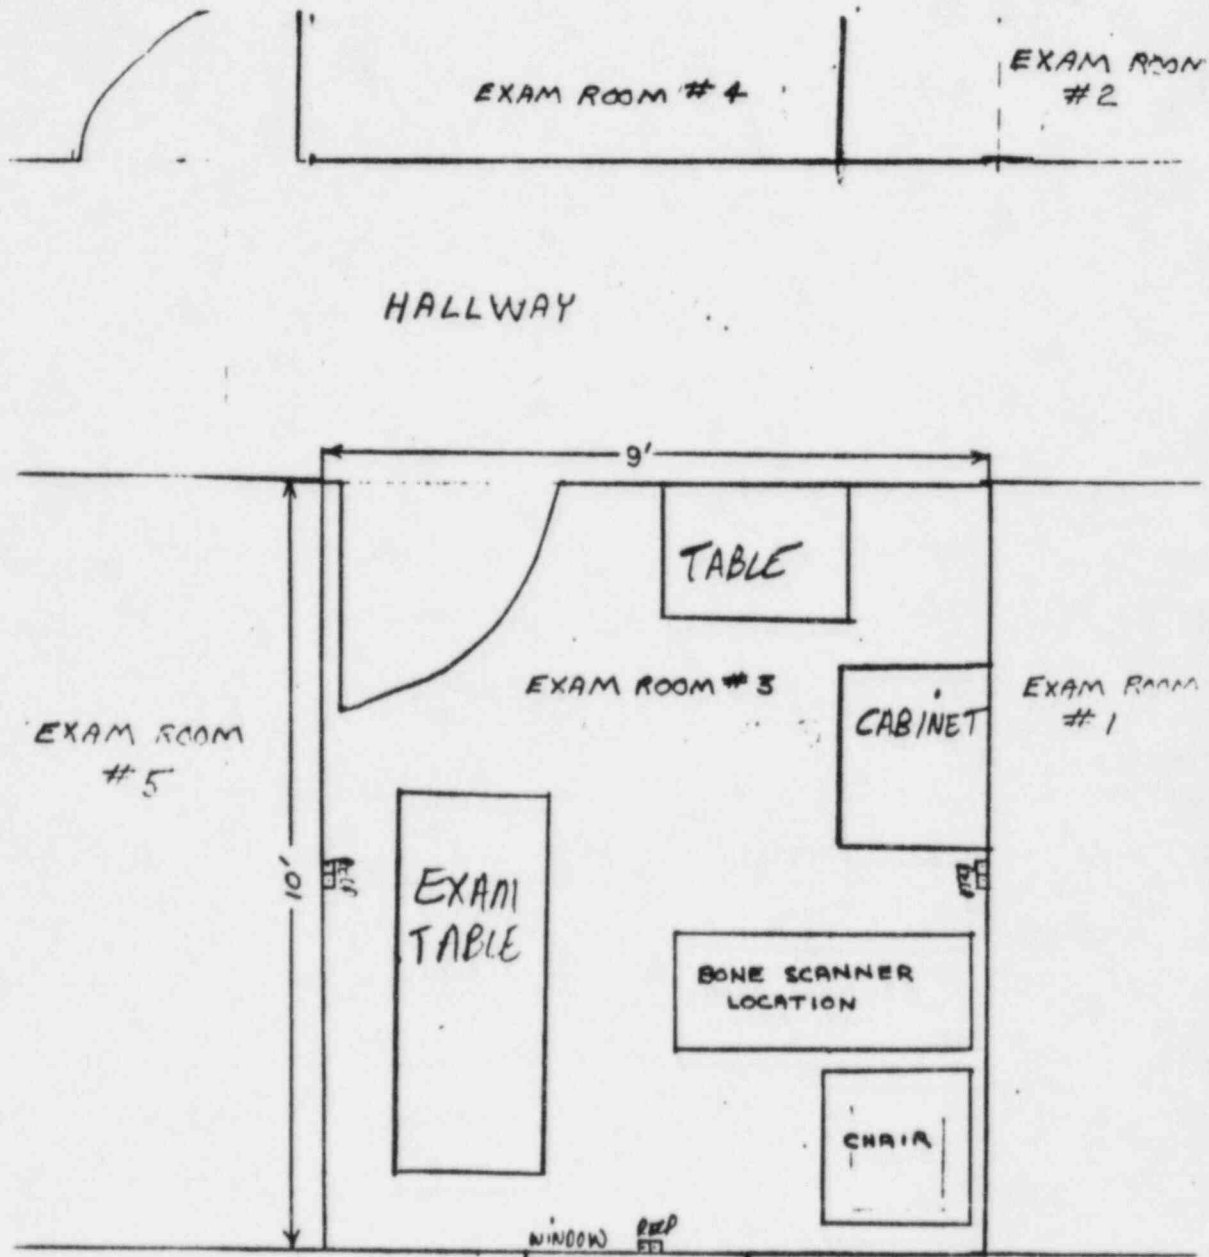 EXAM ROOM # 4
EXAM ROOM
# 2
HALLWAY
9'
TABLE
EXAM ROOM # 3
CABINET
EXAM ROOM
# 1
EXAM ROOM
# 5
10'
EXAM
TABLE
BONE SCANNER
LOCATION
CHAIR
WINDOW